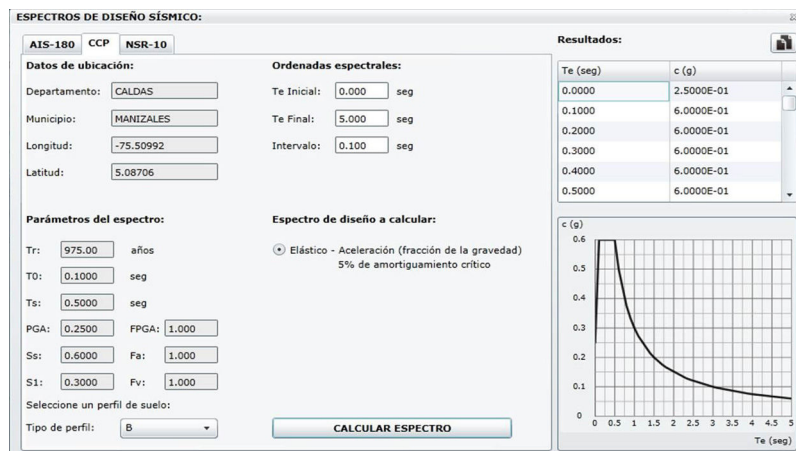 ESPECTROS DE DISEÑO SÍSMICO:
AIS-180 CCP NSR-10
Datos de ubicación:
Departamento: CALDAS
Municipio: MANIZALES
Longitud: -75.50992
Latitud: 5.08706
Ordenadas espectrales:
Te Inicial: 0.000 seg
Te Final: 5.000 seg
Intervalo: 0.100 seg
Parámetros del espectro:
Tr: 975.00 años
T0: 0.1000 seg
Ts: 0.5000 seg
PGA: 0.2500 FPGA: 1.000
Ss: 0.6000 Fa: 1.000
S1: 0.3000 Fv: 1.000
Seleccione un perfil de suelo:
Tipo de perfil: B
Espectro de diseño a calcular:
Elástico - Aceleración (fracción de la gravedad)
5% de amortiguamiento crítico
CALCULAR ESPECTRO
Resultados:
Te (seg) c (g)
0.0000 2.5000E-01
0.1000 6.0000E-01
0.2000 6.0000E-01
0.3000 6.0000E-01
0.4000 6.0000E-01
0.5000 6.0000E-01
c (g)
0.6
0.5
0.4
0.3
0.2
0.1
0
0 0.5 1 1.5 2 2.5 3 3.5 4 4.5 5
Te (seg)